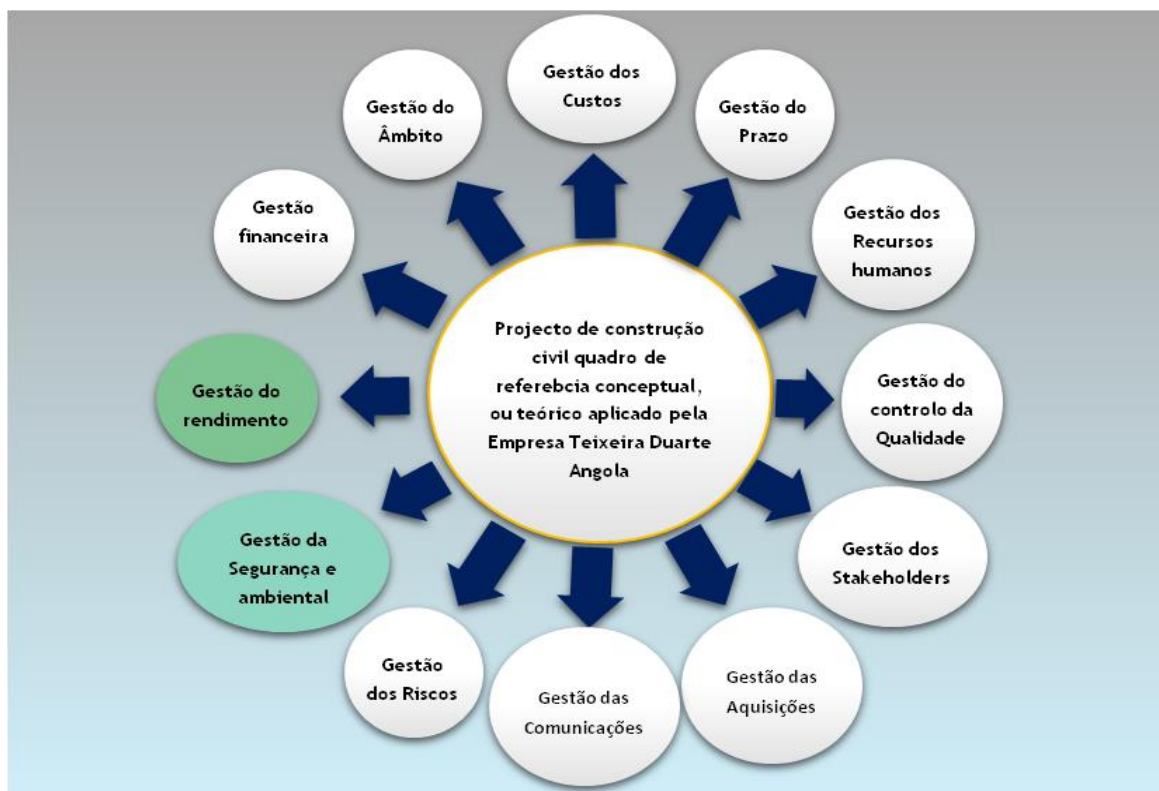 Gestão dos
Custos
Gestão do
Prazo
Gestão dos
Recursos
humanos
Gestão do
controlo da
Qualidade
Gestão dos
Stakeholders
Gestão das
Aquisições
Gestão das
Comunicações
Gestão
dos Riscos
Gestão da
Segurança e
ambiental
Gestão do
rendimento
Gestão
financeira
Gestão do
Âmbito
Projecto de construção
civil quadro de
referebcia conceptual,
ou teórico aplicado pela
Empresa Teixeira Duarte
Angola